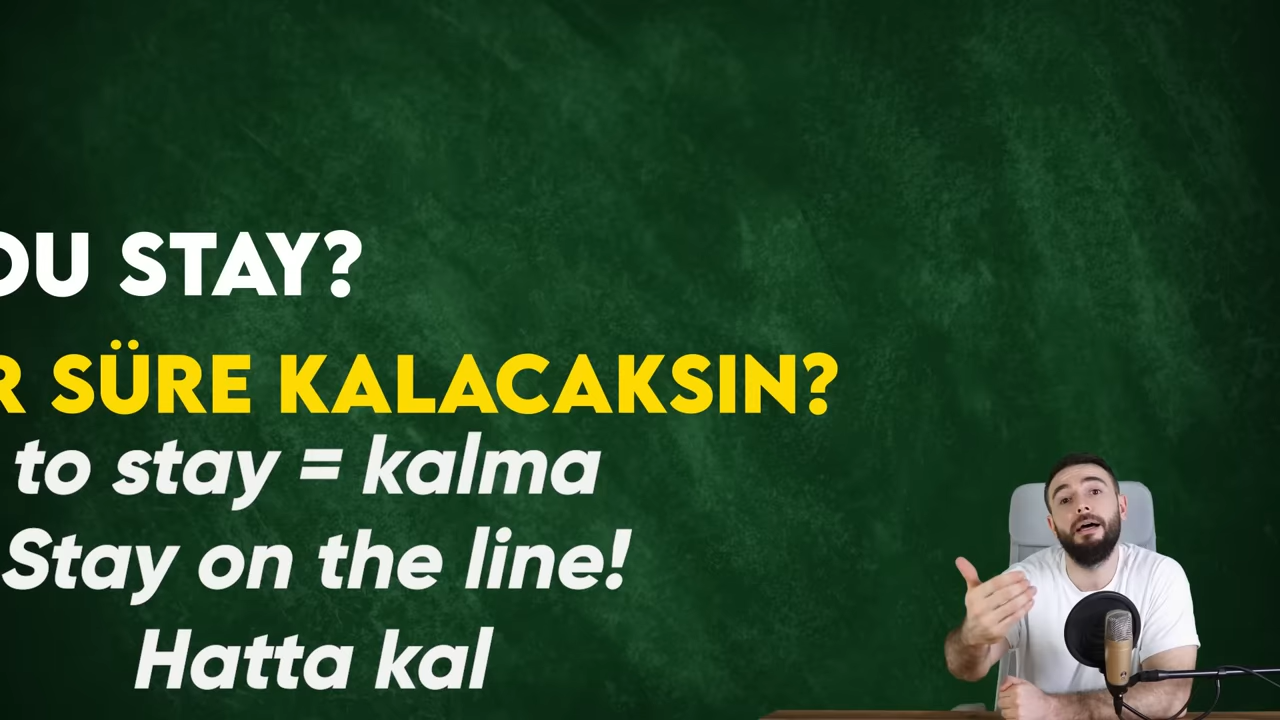 OU STAY?
R SÜRE KALACAKSIN?
to stay = kalma
Stay on the line!
Hatta kal